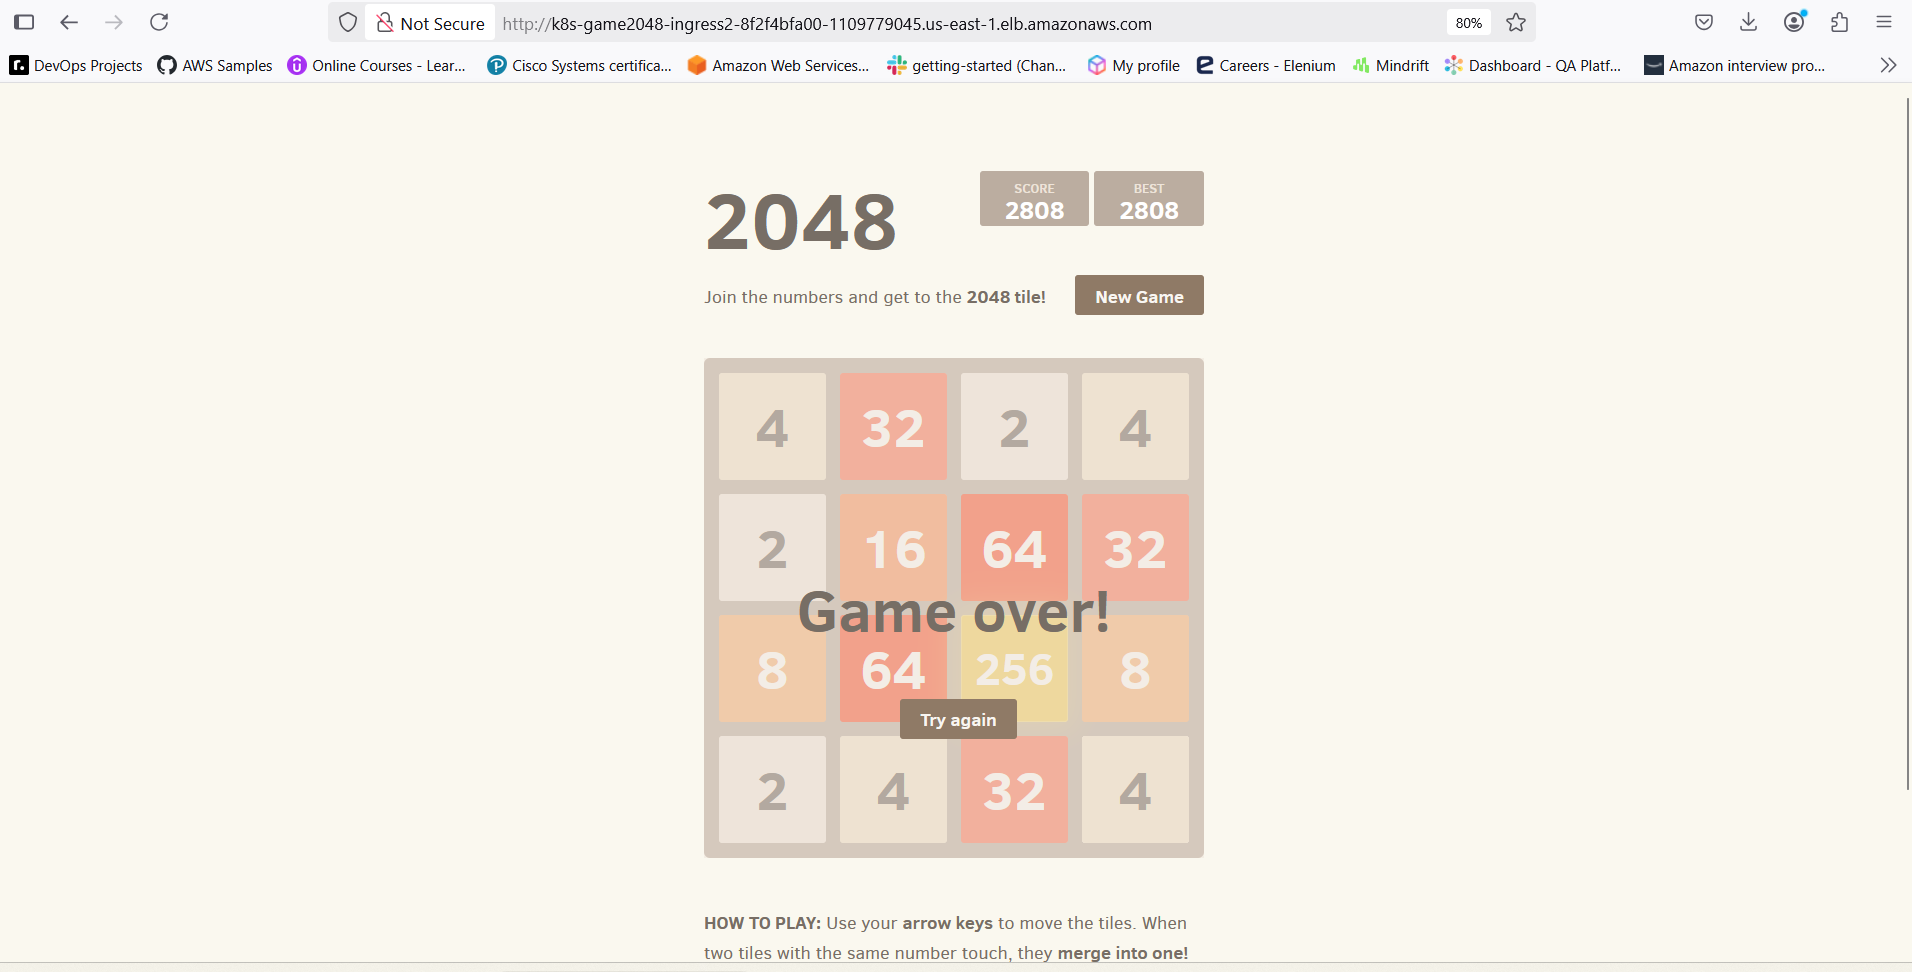 Not Secure http://k8s-game2048-ingress2-8f2f4bfa00-1109779045.us-east-1.elb.amazonaws.com 80%
DevOps Projects AWS Samples Online Courses - Lear... Cisco Systems certifica... Amazon Web Services... getting-started (Chan... My profile Careers - Elenium Mindrift Dashboard - QA Platf... Amazon interview pro...
2048
SCORE
2808
BEST
2808
Join the numbers and get to the 2048 tile!
New Game
4 32 2 4
2 16 64 32
Game over!
8 64 256 8
Try again
2 4 32 4
HOW TO PLAY: Use your arrow keys to move the tiles. When
two tiles with the same number touch, they merge into one!